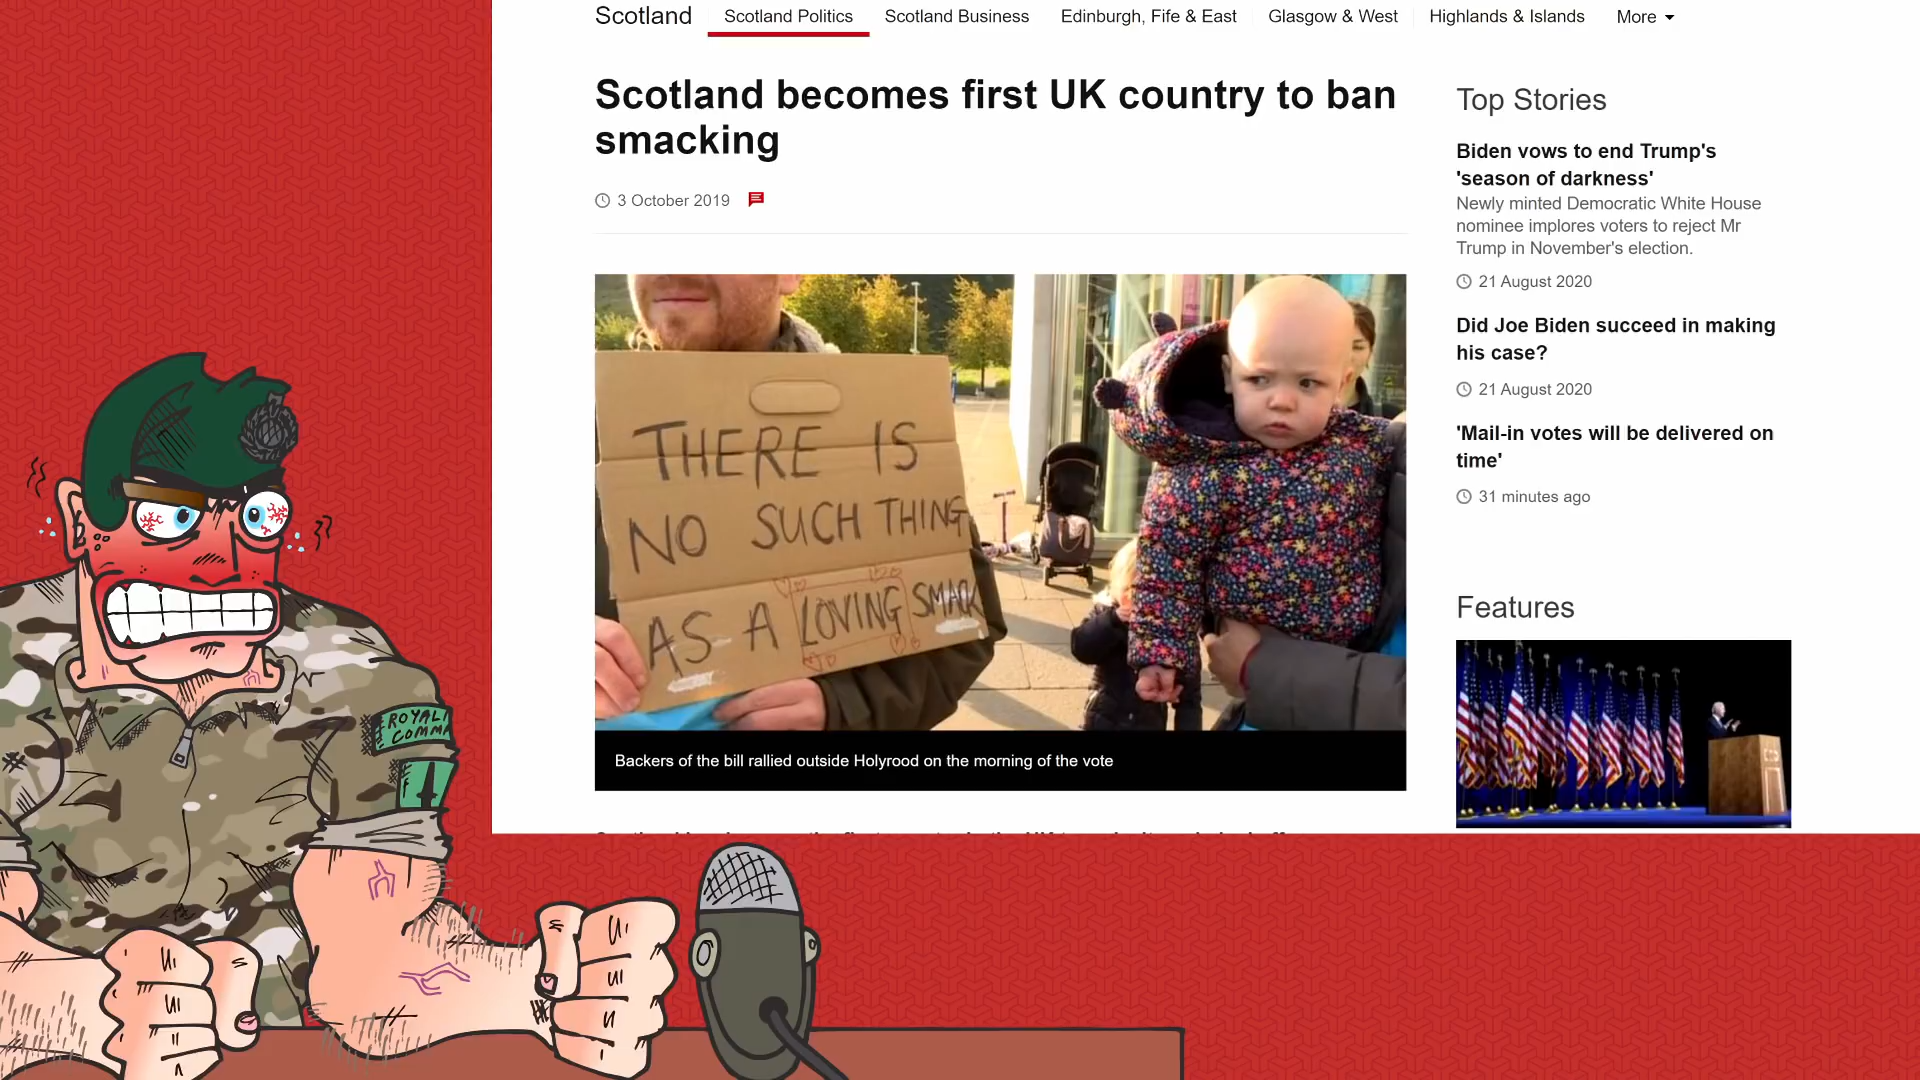 Scotland
Scotland Politics
Scotland Business
Edinburgh, Fife & East
Glasgow & West
Highlands & Islands
More
Scotland becomes first UK country to ban
smacking
3 October 2019
THERE IS
NO SUCH THING
AS A LOVING SMACK
Backers of the bill rallied outside Holyrood on the morning of the vote
Top Stories
Biden vows to end Trump's
'season of darkness'
Newly minted Democratic White House
nominee implores voters to reject Mr
Trump in November's election.
21 August 2020
Did Joe Biden succeed in making
his case?
21 August 2020
'Mail-in votes will be delivered on
time'
31 minutes ago
Features
ROYAL
COMM